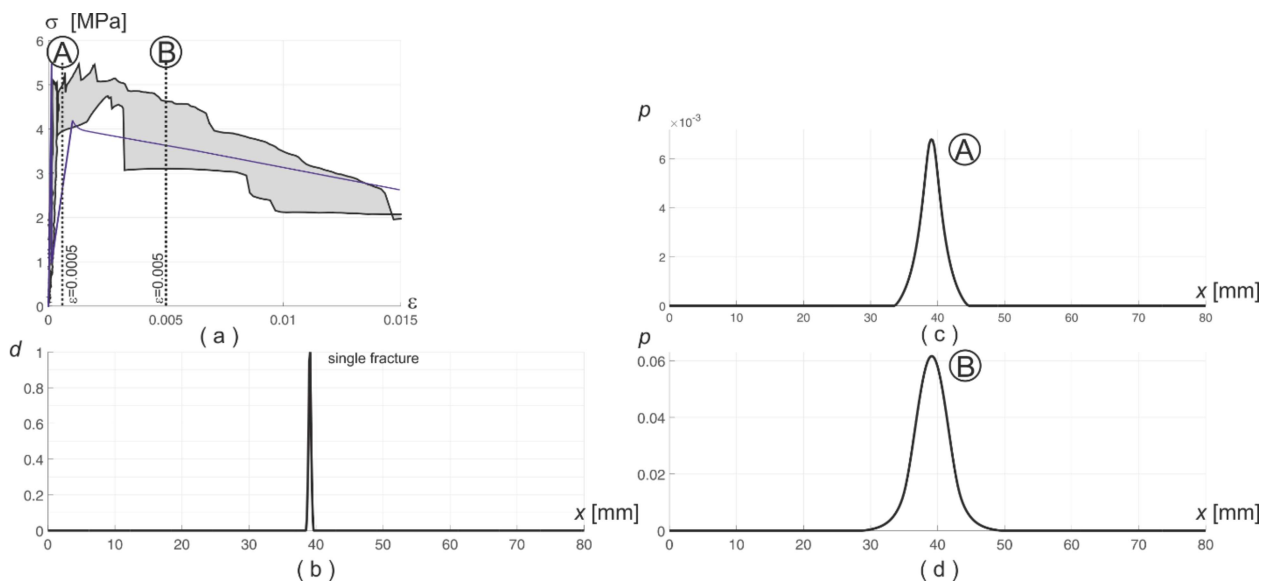 σ [MPa]
6
5
4
3
2
1
0
A
B
ε=0.0005
ε=0.005
0
0.005
0.01
0.015
ε
( a )
d
1
0.8
0.6
0.4
0.2
0
single fracture
x [mm]
0 10 20 30 40 50 60 70 80
( b )
p
×10⁻³
6
4
2
0
A
x [mm]
0 10 20 30 40 50 60 70 80
( c )
p
0.06
0.04
0.02
0
B
x [mm]
0 10 20 30 40 50 60 70 80
( d )